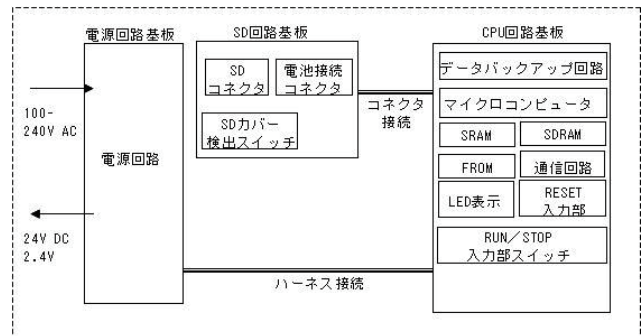 電源回路基板
SD回路基板
CPU回路基板
SD
コネクタ
電池接続
コネクタ
SDカバー
検出スイッチ
コネクタ
接続
データバックアップ回路
マイクロコンピュータ
SRAM
SDRAM
FROM
通信回路
LED表示
RESET
入力部
RUN／STOP
入力部スイッチ
100-
240V AC
電源回路
24V DC
2.4V
ハーネス接続